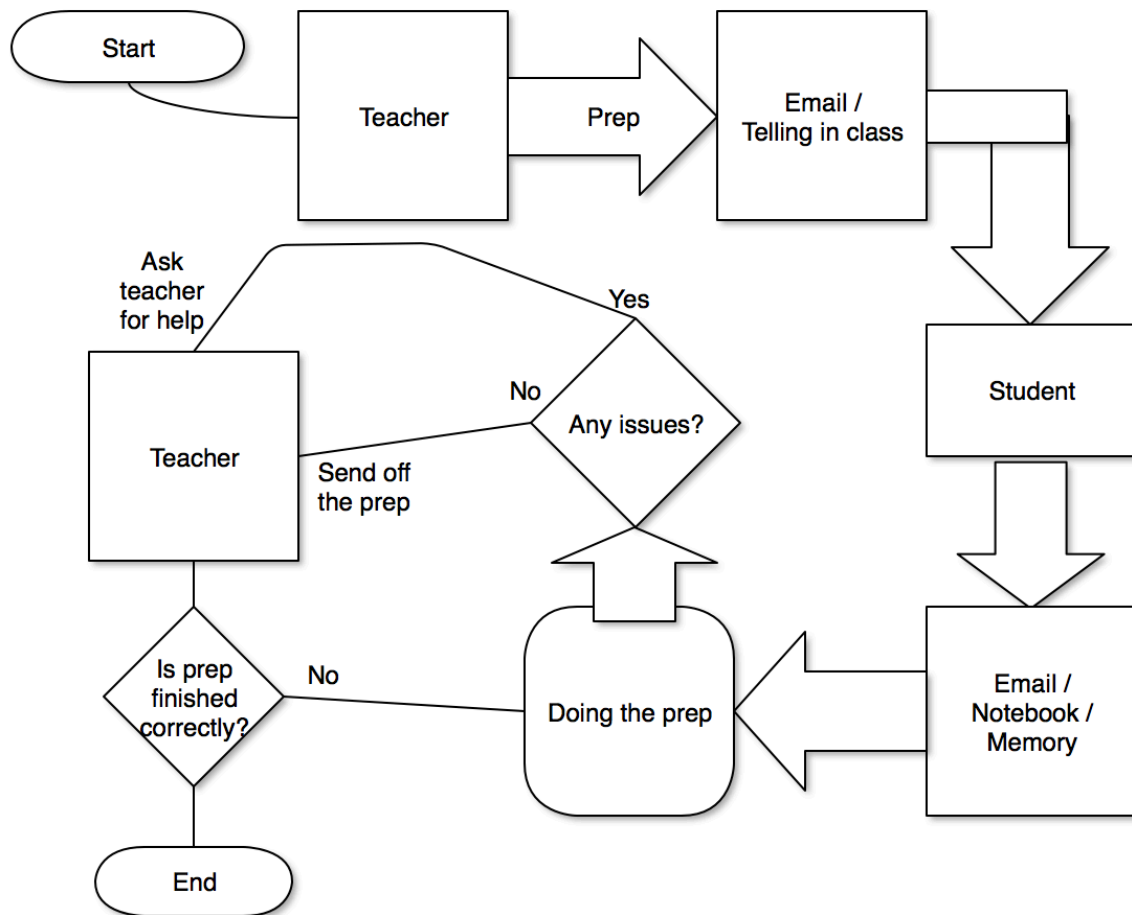 Start
Teacher
Prep
Email /
Telling in class
Ask
teacher
for help
Yes
No
Any issues?
Student
Teacher
Send off
the prep
Is prep
finished
correctly?
No
Doing the prep
Email /
Notebook /
Memory
End